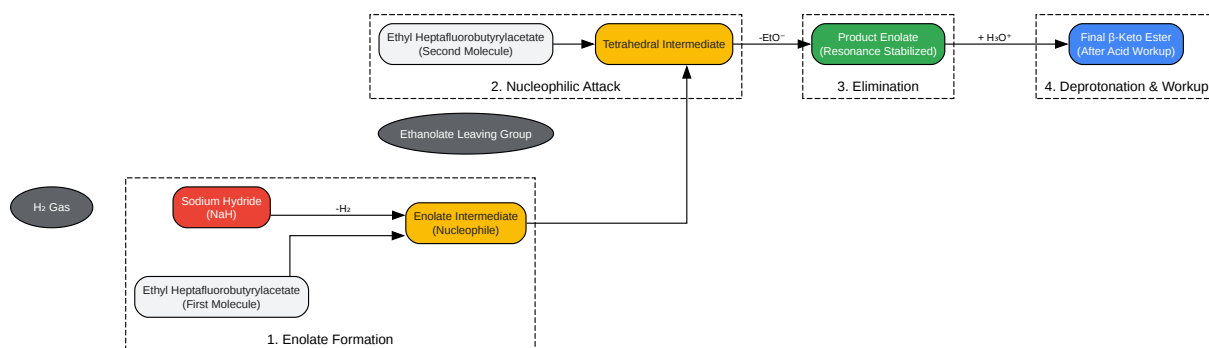 Ethyl Heptafluorobutyrylacetate
(Second Molecule)
Tetrahedral Intermediate
-EtO⁻
Product Enolate
(Resonance Stabilized)
+ H₃O⁺
Final β-Keto Ester
(After Acid Workup)
2. Nucleophilic Attack
3. Elimination
4. Deprotonation & Workup
Ethanolate Leaving Group
H₂ Gas
Sodium Hydride
(NaH)
-H₂
Enolate Intermediate
(Nucleophile)
Ethyl Heptafluorobutyrylacetate
(First Molecule)
1. Enolate Formation